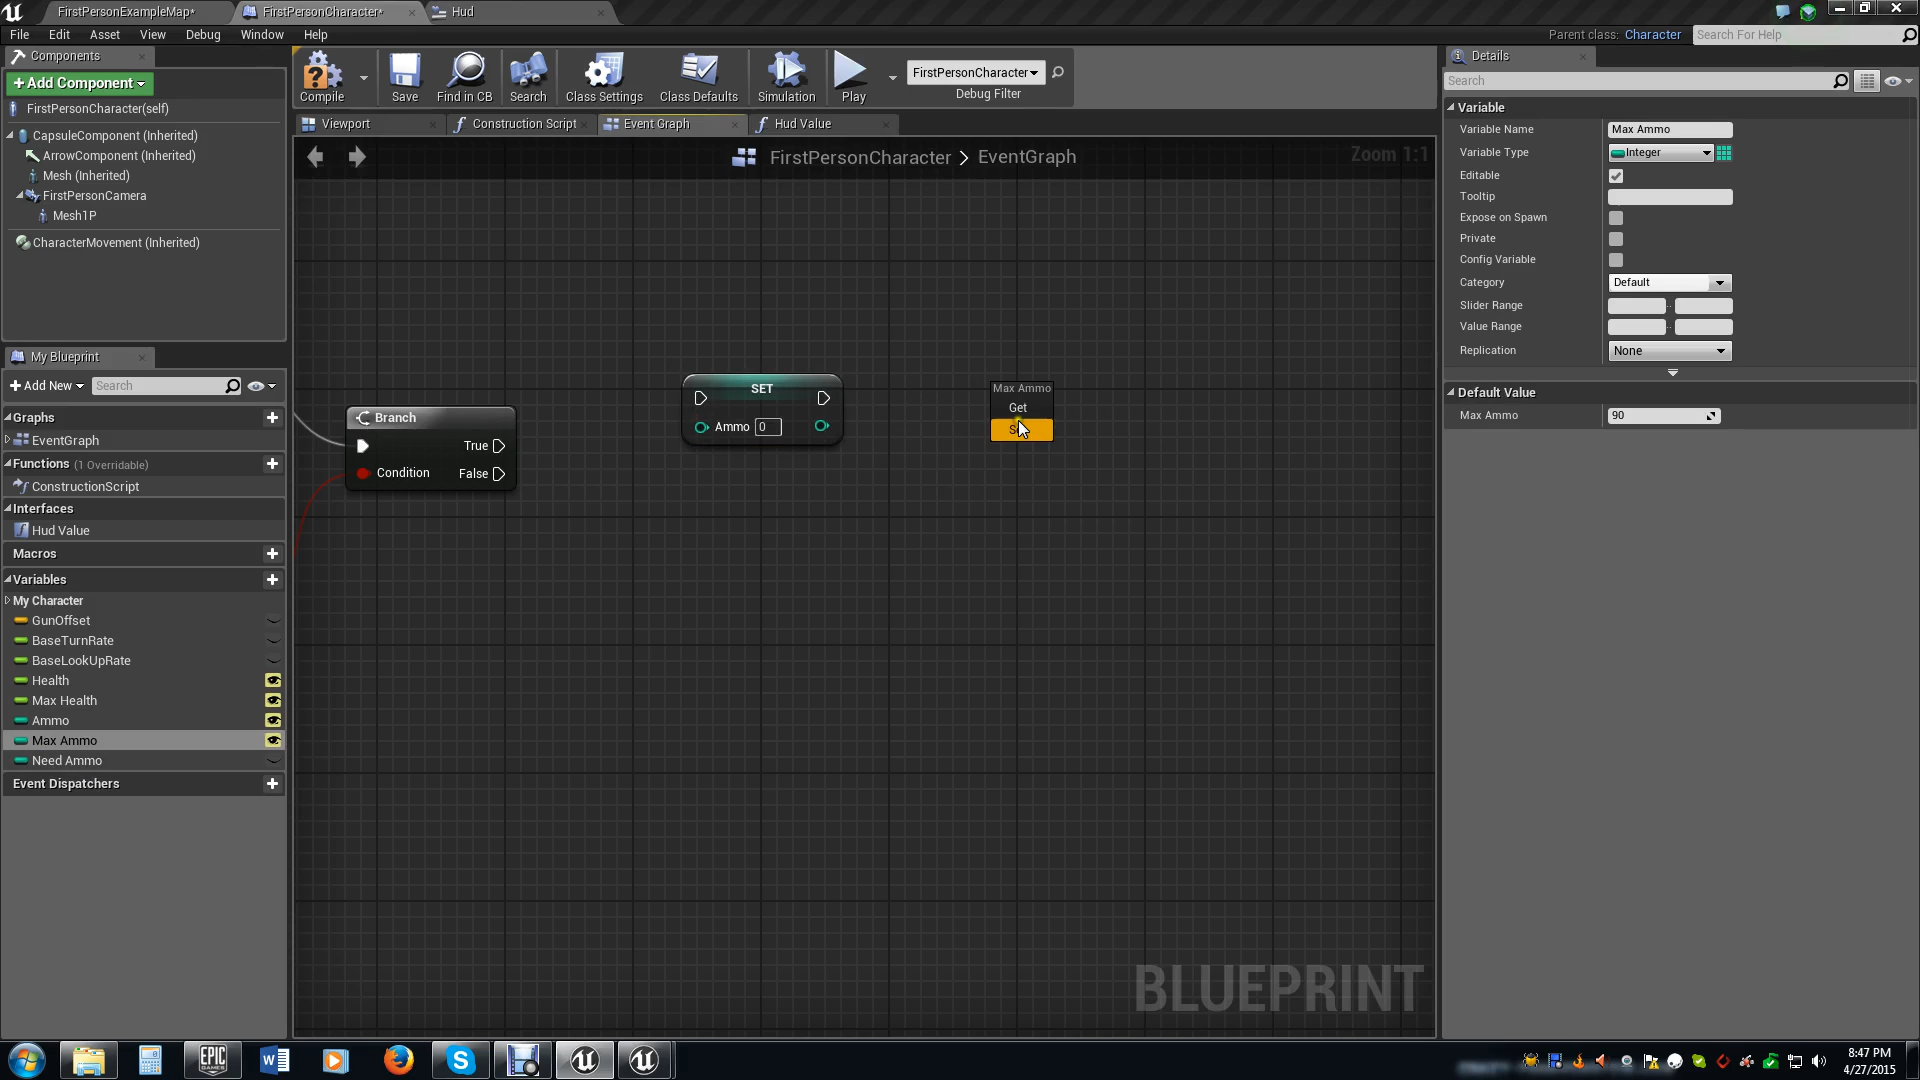 FirstPersonExampleMap*
FirstPersonCharacter*
Hud
File
Edit
Asset
View
Debug
Window
Help
Parent class:
Character
Search For Help
Components
+Add Component
FirstPersonCharacter(self)
CapsuleComponent (Inherited)
ArrowComponent (Inherited)
Mesh (Inherited)
FirstPersonCamera
Mesh1P
CharacterMovement (Inherited)
Compile
Save
Find in CB
Search
Class Settings
Class Defaults
Simulation
Play
FirstPersonCharacter
Debug Filter
Viewport
Construction Script
Event Graph
Hud Value
FirstPersonCharacter > EventGraph
Zoom 1:1
Branch
True
Condition
False
SET
Ammo 0
Max Ammo
Get
BLUEPRINT
My Blueprint
+Add New
Search
Graphs
EventGraph
Functions (1 Overridable)
ConstructionScript
Interfaces
Hud Value
Macros
Variables
My Character
GunOffset
BaseTurnRate
BaseLookUpRate
Health
Max Health
Ammo
Max Ammo
Need Ammo
Event Dispatchers
Details
Search
Variable
Variable Name
Max Ammo
Variable Type
Integer
Editable
Tooltip
Expose on Spawn
Private
Config Variable
Category
Default
Slider Range
Value Range
Replication
None
Default Value
Max Ammo
90
EPIC
GAMES
8:47 PM
4/27/2015